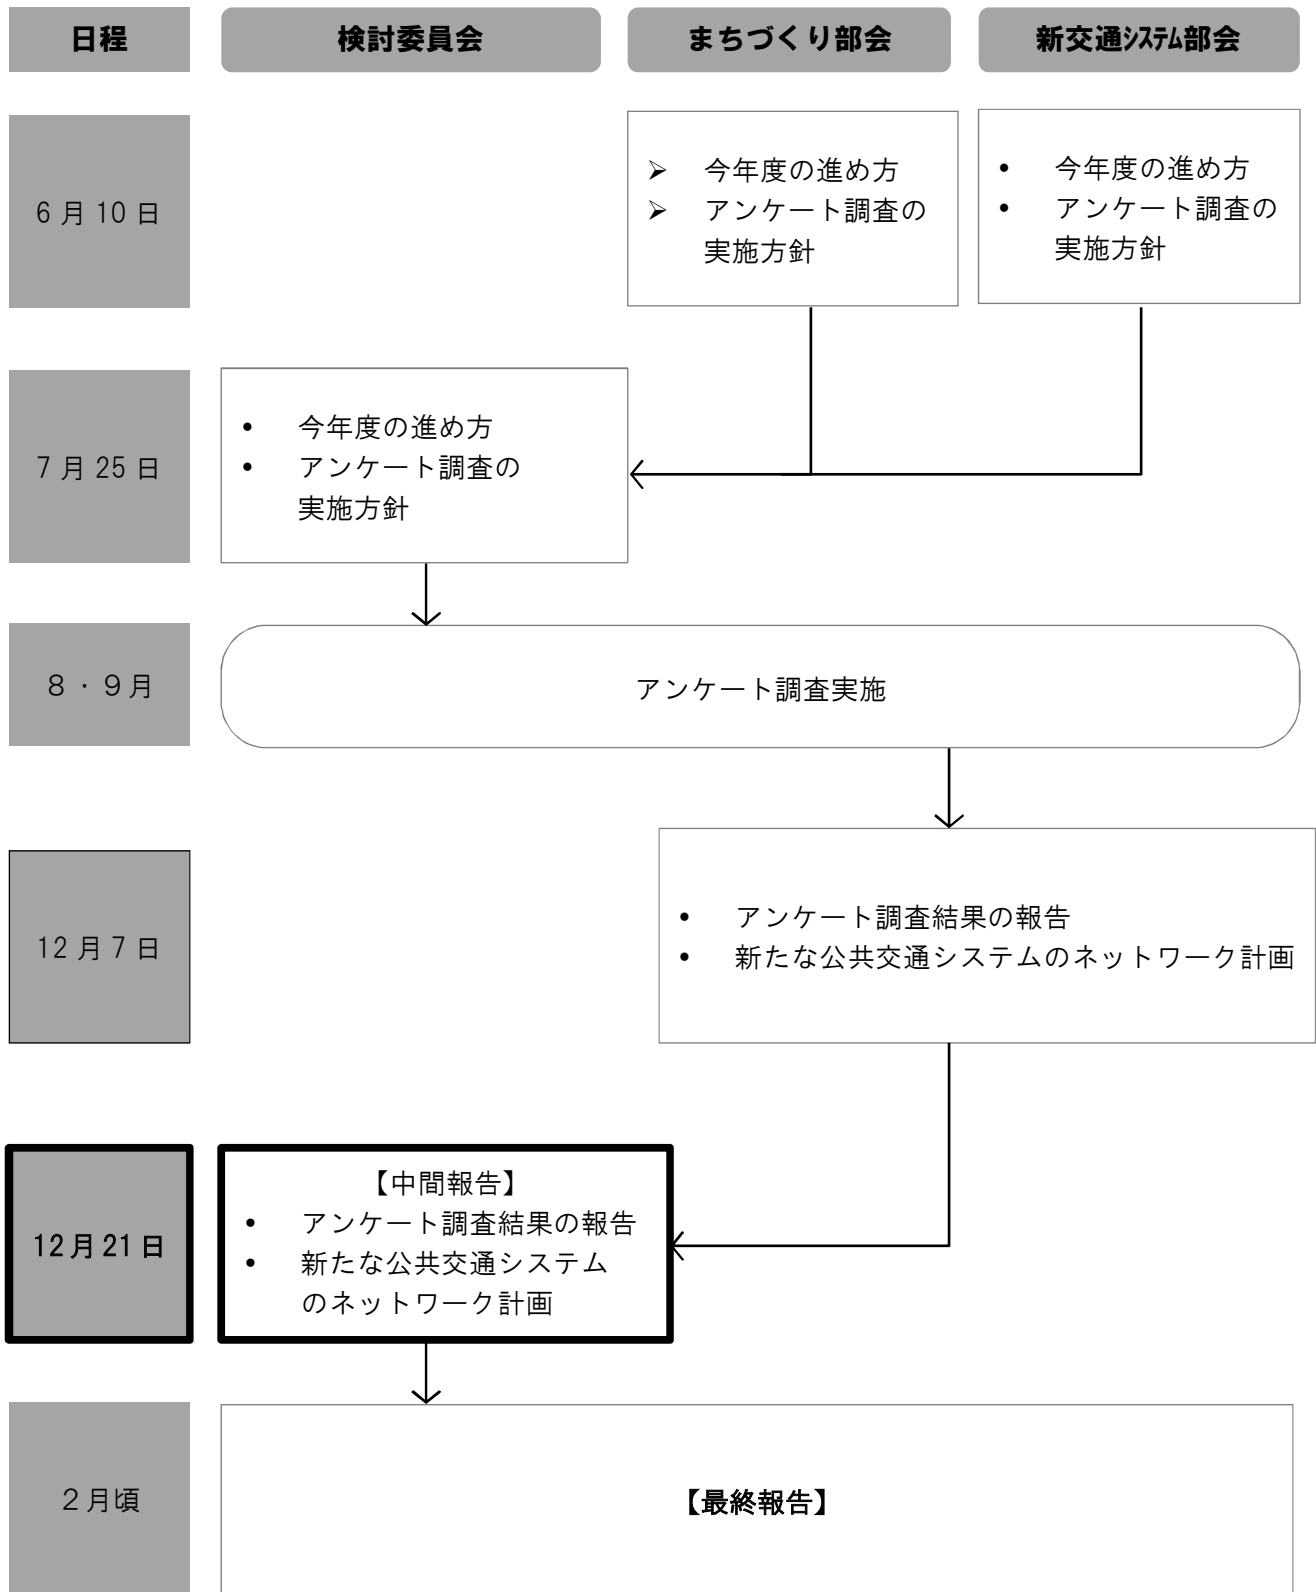 日程
検討委員会
まちづくり部会
新交通ｼｽﾃﾑ部会
6月10日
➢ 今年度の進め方
➢ アンケート調査の
実施方針
• 今年度の進め方
• アンケート調査の
実施方針
7月25日
• 今年度の進め方
• アンケート調査の
実施方針
８・９月
アンケート調査実施
12月7日
• アンケート調査結果の報告
• 新たな公共交通システムのネットワーク計画
12月21日
【中間報告】
• アンケート調査結果の報告
• 新たな公共交通システム
のネットワーク計画
２月頃
【最終報告】